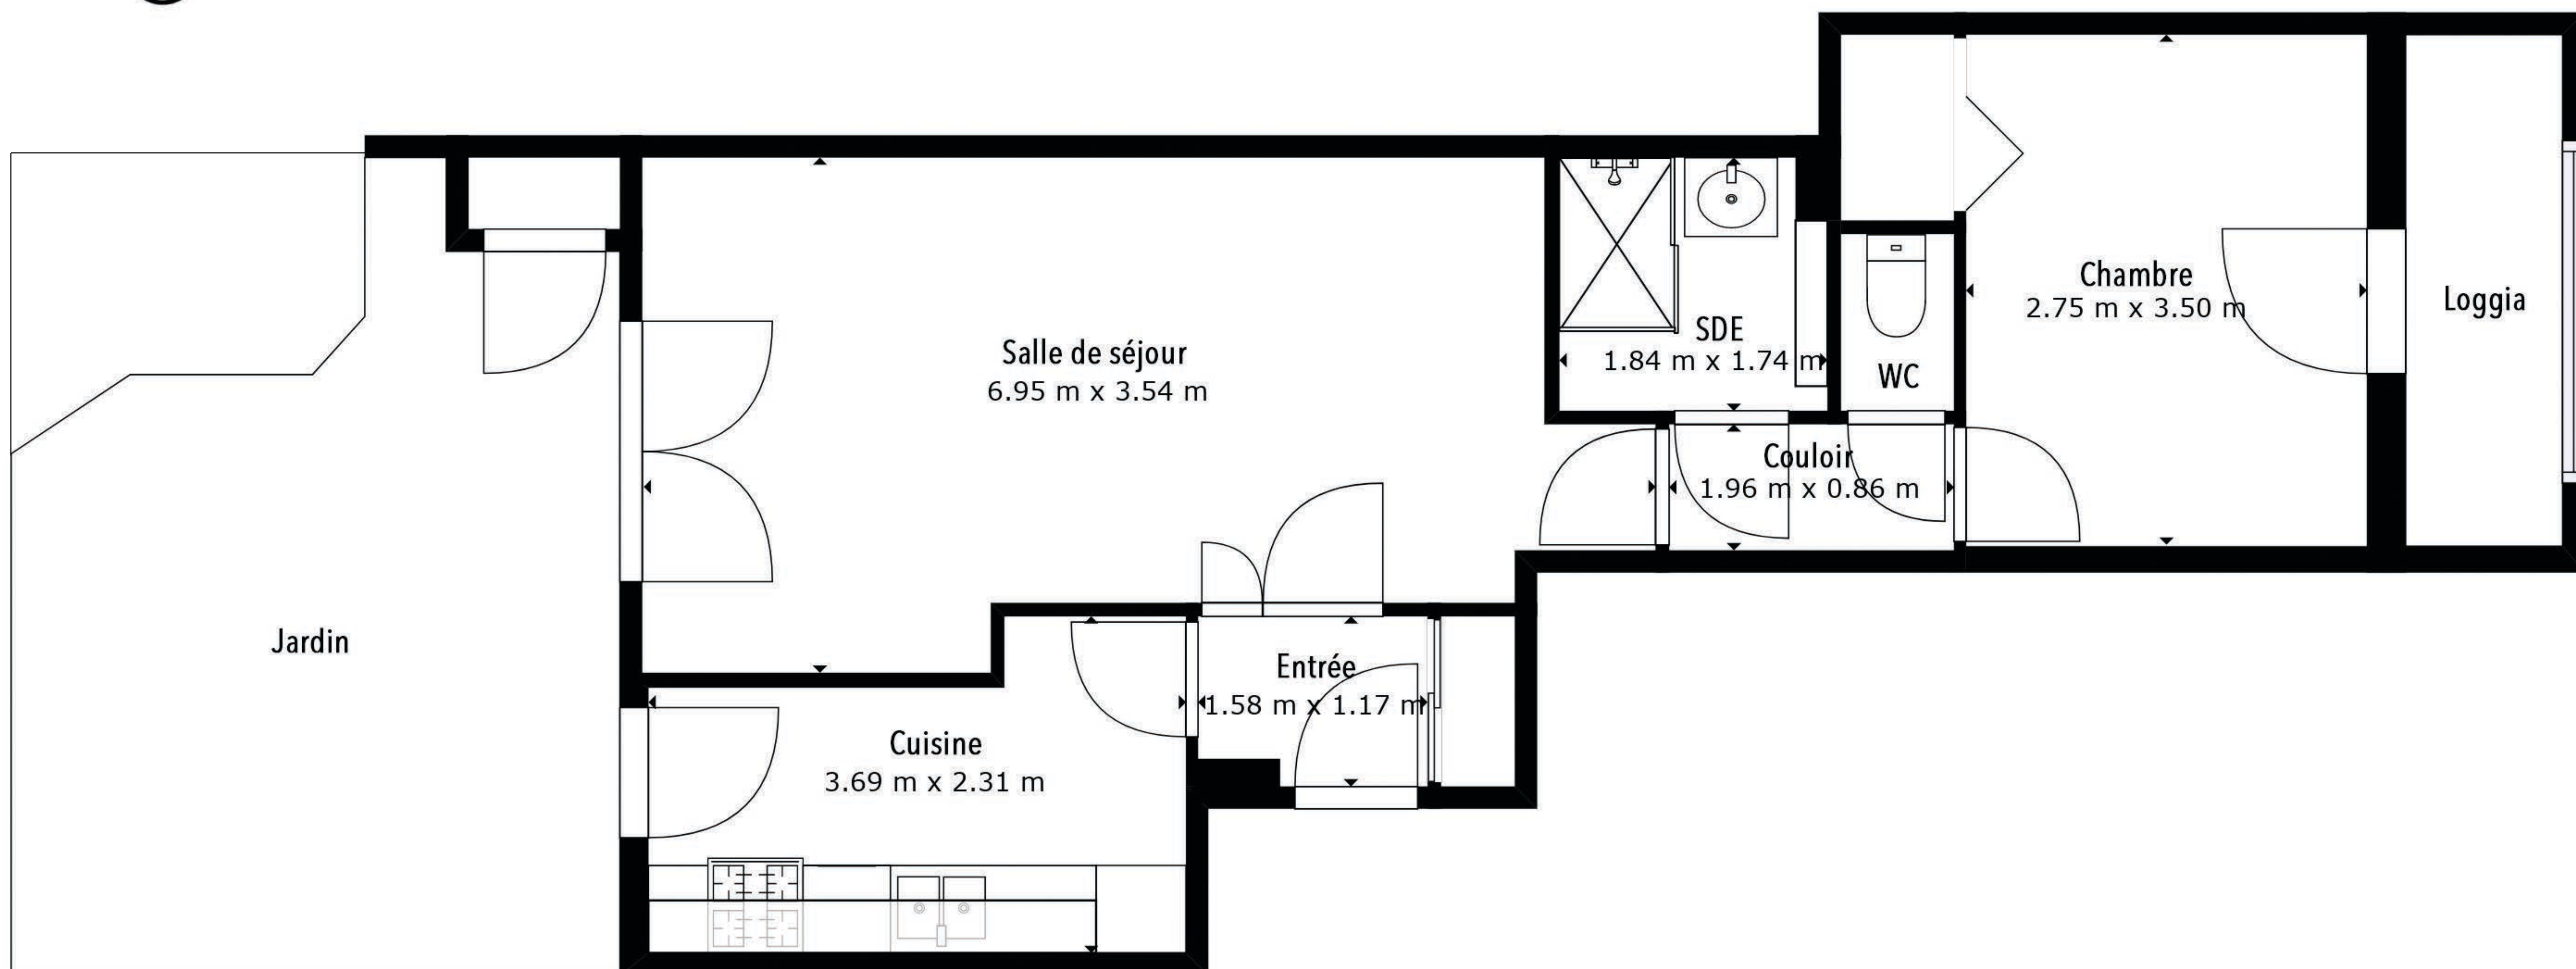 Chambre
2.75 m x 3.50 m
Loggia
SDE
1.84 m x 1.74 m
WC
Salle de séjour
6.95 m x 3.54 m
Couloir
1.96 m x 0.86 m
Jardin
Entrée
1.58 m x 1.17 m
Cuisine
3.69 m x 2.31 m